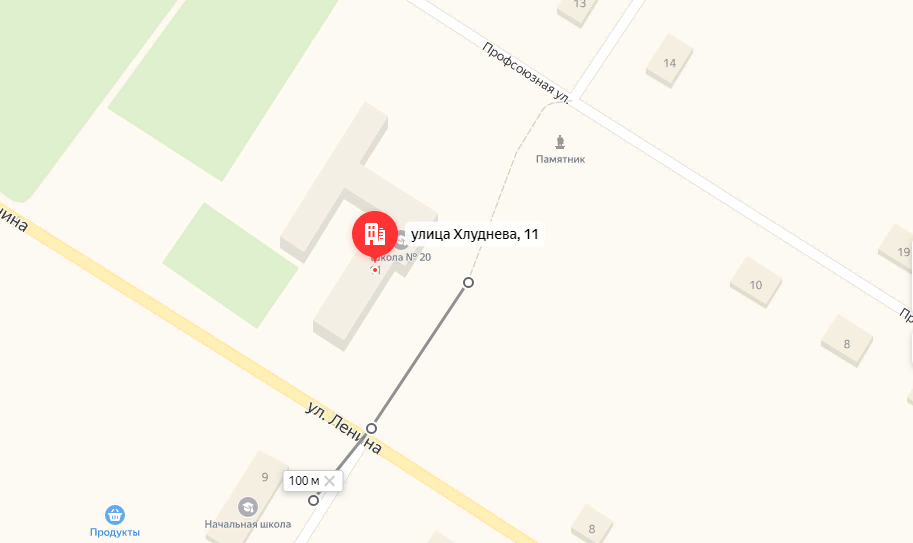 13
14
Профсоюзная ул.
Памятник
улица Хлуднева, 11
школа № 20
19
10
8
ул. Ленина
9
100 м
Начальная школа
Продукты
8